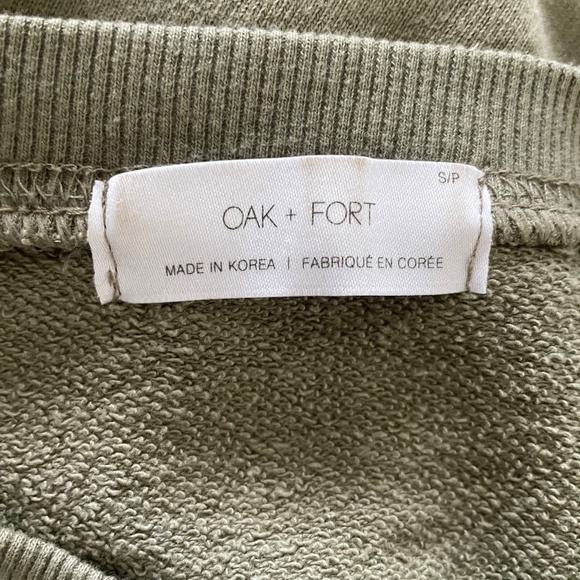 S/P
OAK + FORT
MADE IN KOREA | FABRIQUÉ EN CORÉE